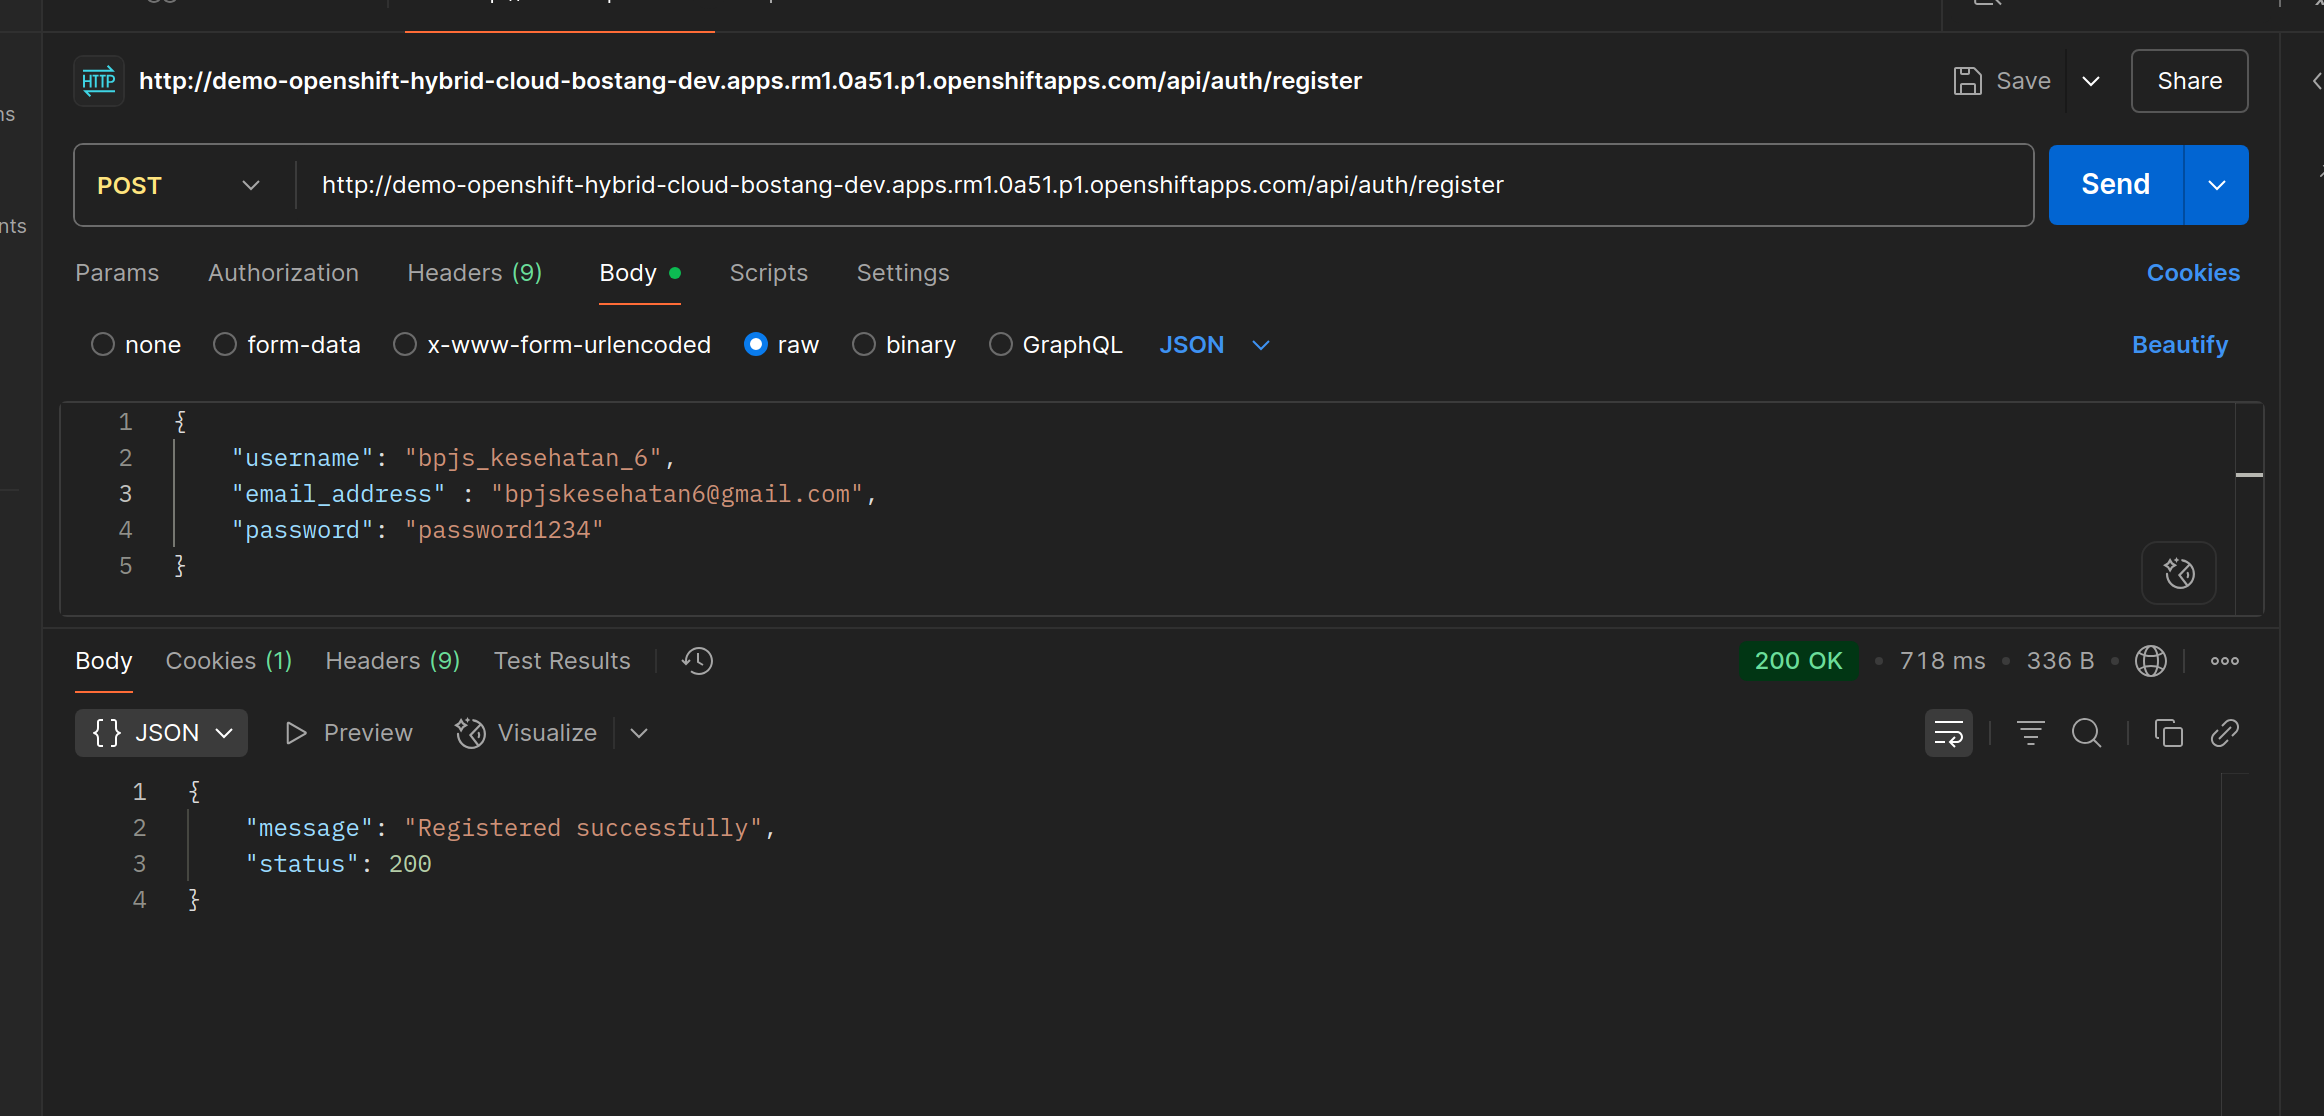 HTTP http://demo-openshift-hybrid-cloud-bostang-dev.apps.rm1.0a51.p1.openshiftapps.com/api/auth/register Save Share
POST http://demo-openshift-hybrid-cloud-bostang-dev.apps.rm1.0a51.p1.openshiftapps.com/api/auth/register Send
Params Authorization Headers (9) Body Scripts Settings Cookies
none form-data x-www-form-urlencoded raw binary GraphQL JSON Beautify
1 {
2 "username": "bpjs_kesehatan_6",
3 "email_address" : "bpjskesehatan6@gmail.com",
4 "password": "password1234"
5 }
Body Cookies (1) Headers (9) Test Results 200 OK • 718 ms • 336 B •
{} JSON Preview Visualize
1 {
2 "message": "Registered successfully",
3 "status": 200
4 }